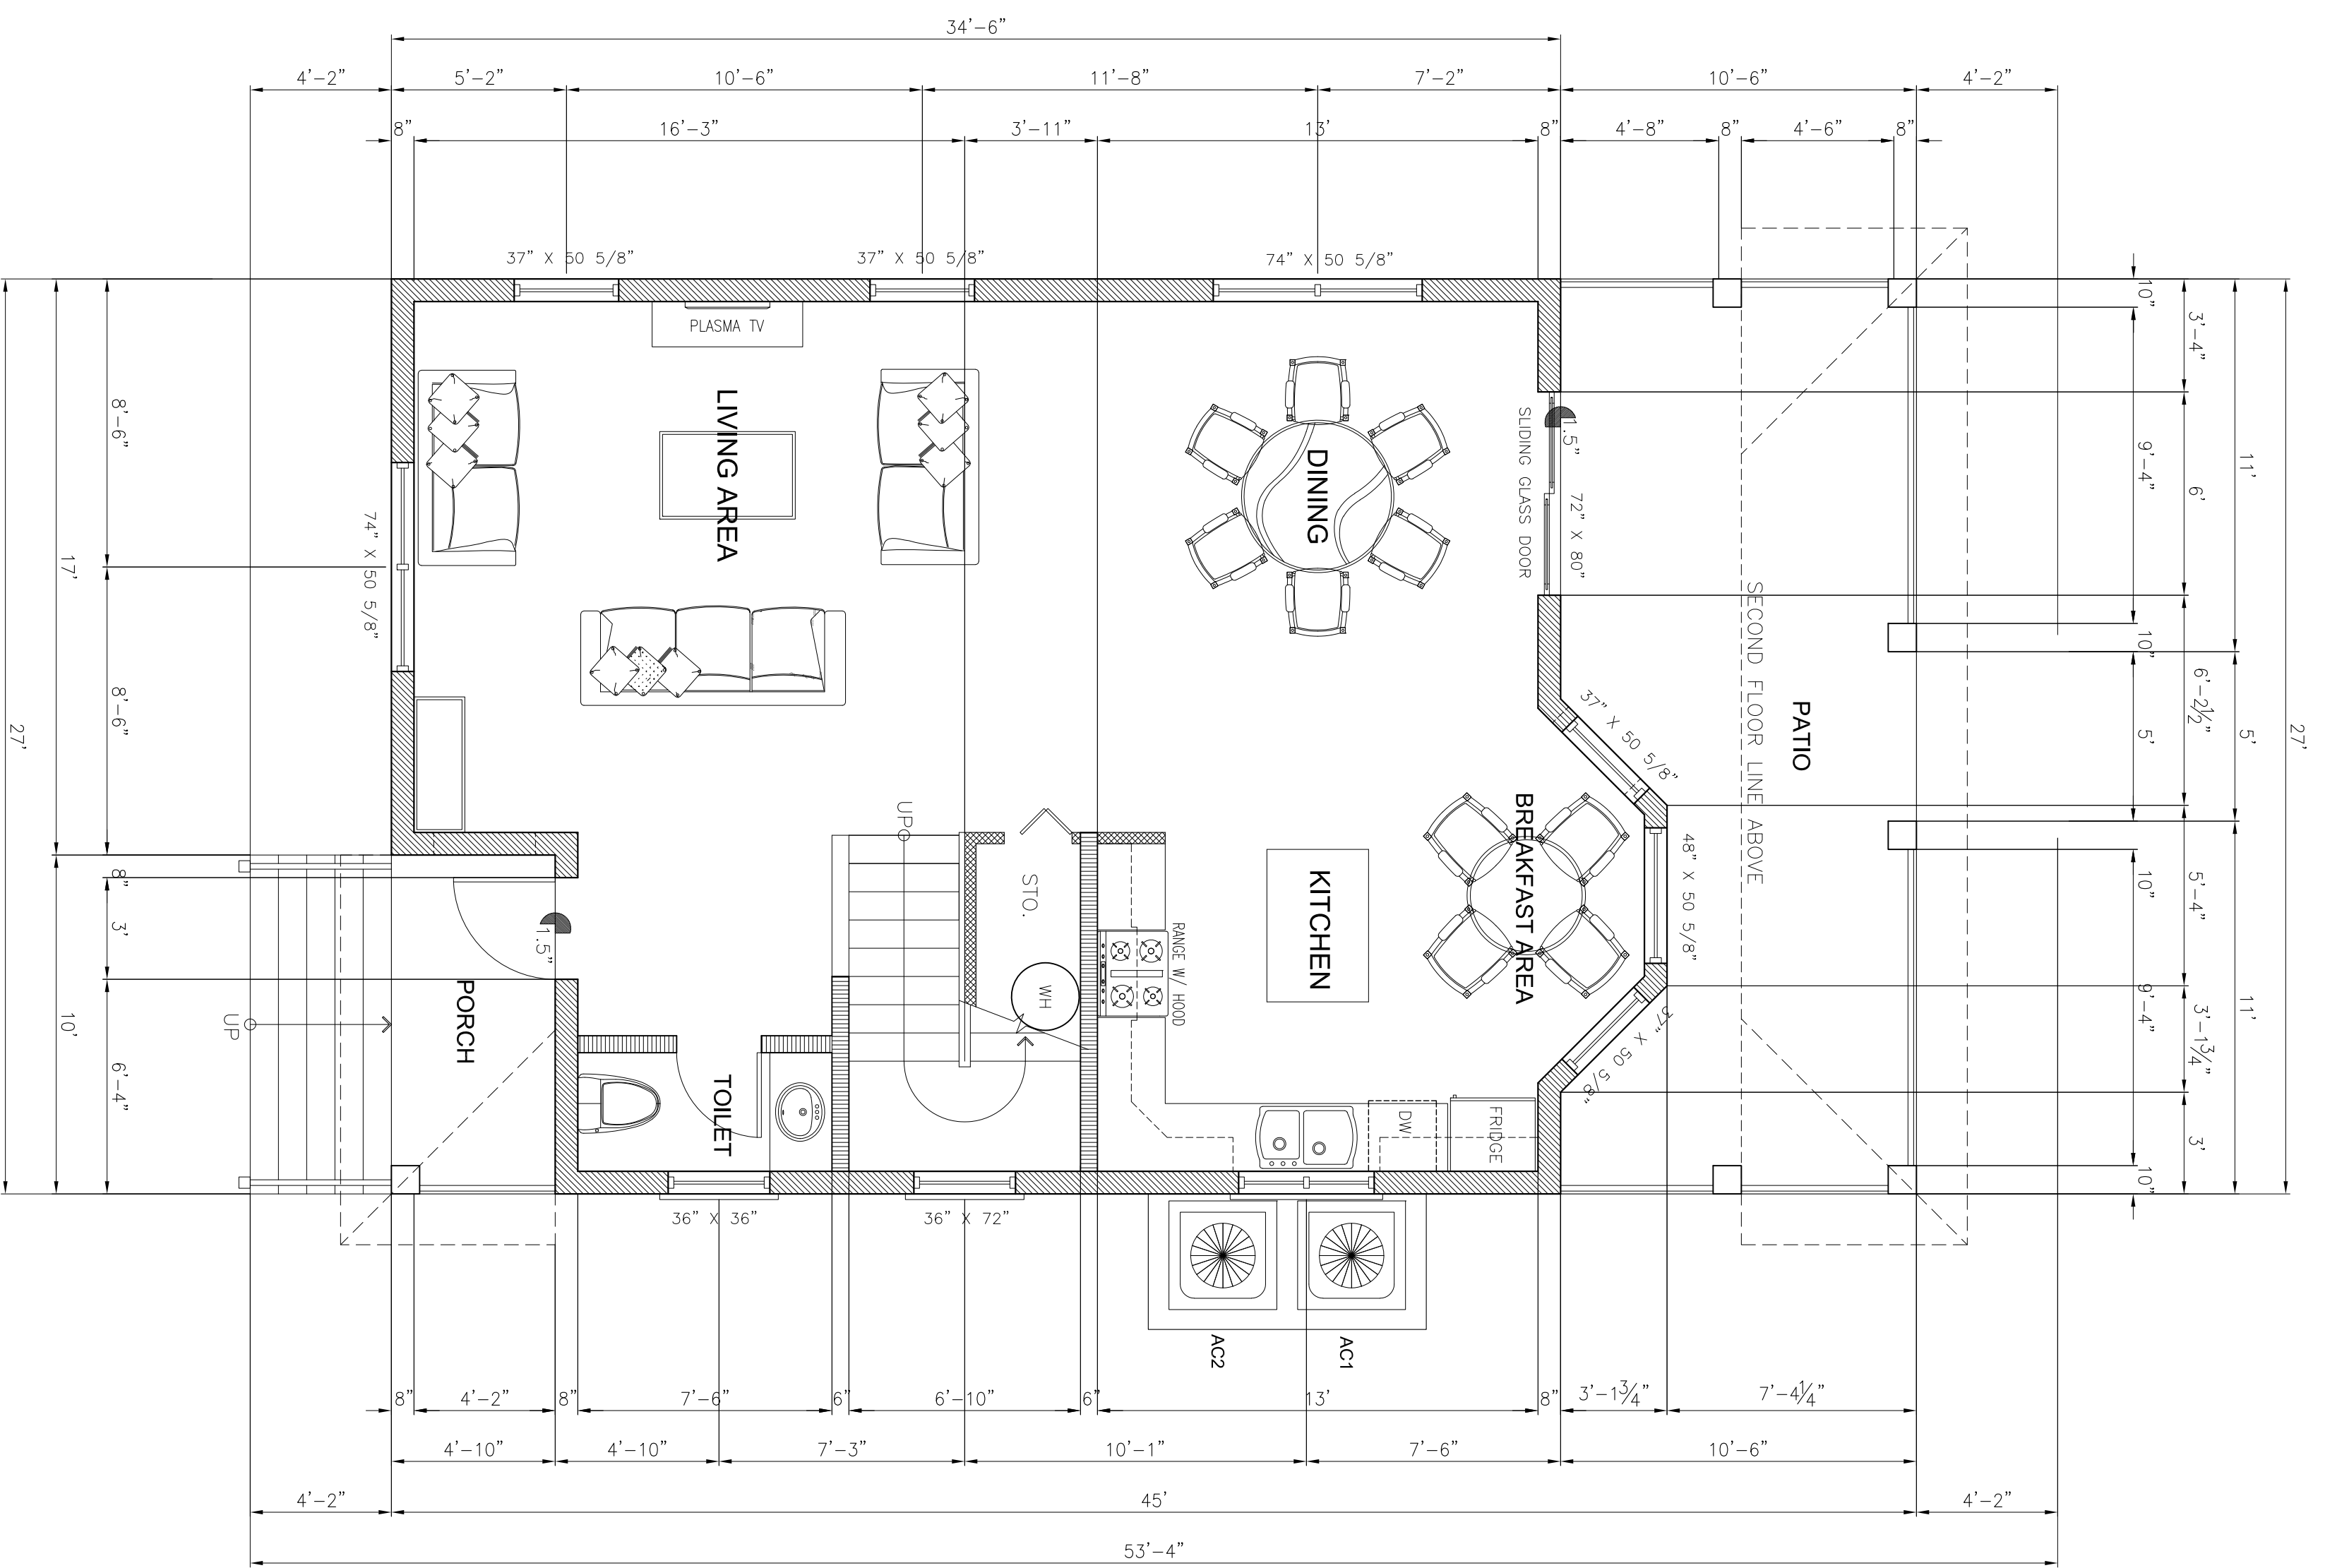 34'-6"
4'-2" 5'-2" 10'-6" 11'-8" 7'-2" 10'-6" 4'-2"
8" 16'-3" 3'-11" 13' 8" 4'-8" 8" 4'-6" 8"
37" X 50 5/8" 37" X 50 5/8" 74" X 50 5/8"
PLASMA TV
LIVING AREA
DINING
SLIDING GLASS DOOR
1.5"
72" X 80"
74" X 50 5/8"
SECOND FLOOR LINE ABOVE
PATIO
37" X 50 5/8"
48" X 50 5/8"
37" X 50 5/8"
BREAKFAST AREA
KITCHEN
RANGE W/ HOOD
UP
STO.
WH
1.5"
PORCH
UP
TOILET
DW
FRIDGE
36" X 36" 36" X 72"
AC2
AC1
27'
17'
10'
8'-6"
8'-6"
8"
3'
6'-4"
10"
9'-4"
10"
5'
10"
9'-4"
10"
3'-4"
6'
6'-2½"
5'-4"
3'-1¾"
3'
11'
5'
11'
27'
8" 4'-2" 8" 7'-6" 6" 6'-10" 6" 13' 8" 3'-1¾" 7'-4¼"
4'-10" 4'-10" 7'-3" 10'-1" 7'-6" 10'-6"
4'-2" 45' 4'-2"
53'-4"